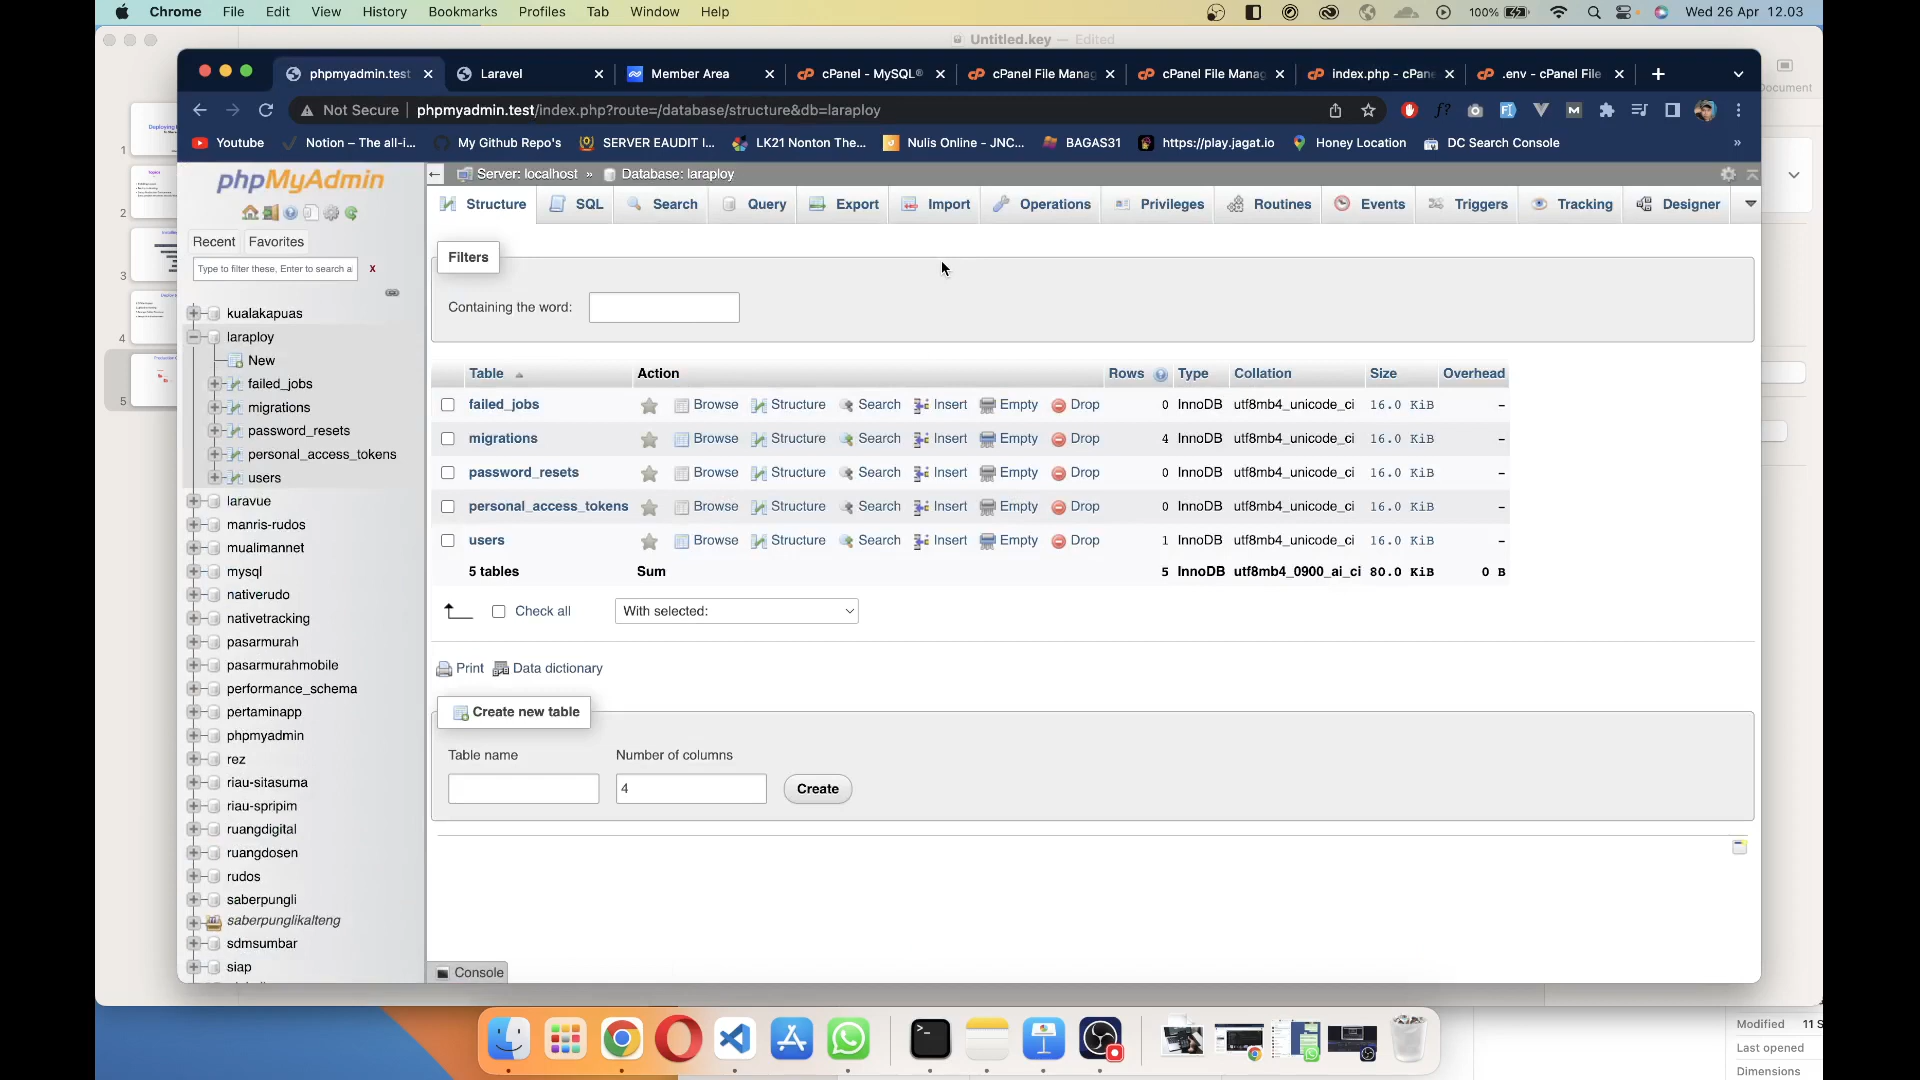 Chrome File Edit View History Bookmarks Profiles Tab Window Help 100% Wed 26 Apr 12.03
Untitled.key — Edited
phpmyadmin.test Laravel Member Area cPanel - MySQL® cPanel File Manag cPanel File Manag index.php - cPane .env - cPanel File
Not Secure phpmyadmin.test/index.php?route=/database/structure&db=laraploy
Youtube Notion – The all-i... My Github Repo's SERVER EAUDIT I... LK21 Nonton The... Nulis Online - JNC... BAGAS31 https://play.jagat.io Honey Location DC Search Console »
phpMyAdmin
Recent Favorites
Type to filter these, Enter to search a X
kualakapuas
laraploy
New
failed_jobs
migrations
password_resets
personal_access_tokens
users
laravue
manris-rudos
mualimannet
mysql
nativerudo
nativetracking
pasarmurah
pasarmurahmobile
performance_schema
pertaminapp
phpmyadmin
rez
riau-sitasuma
riau-spripim
ruangdigital
ruangdosen
rudos
saberpungli
saberpunglikalteng
sdmsumbar
siap
Server: localhost » Database: laraploy
Structure SQL Search Query Export Import Operations Privileges Routines Events Triggers Tracking Designer
Filters
Containing the word:
Table Action Rows Type Collation Size Overhead
failed_jobs Browse Structure Search Insert Empty Drop 0 InnoDB utf8mb4_unicode_ci 16.0 KiB –
migrations Browse Structure Search Insert Empty Drop 4 InnoDB utf8mb4_unicode_ci 16.0 KiB –
password_resets Browse Structure Search Insert Empty Drop 0 InnoDB utf8mb4_unicode_ci 16.0 KiB –
personal_access_tokens Browse Structure Search Insert Empty Drop 0 InnoDB utf8mb4_unicode_ci 16.0 KiB –
users Browse Structure Search Insert Empty Drop 1 InnoDB utf8mb4_unicode_ci 16.0 KiB –
5 tables Sum 5 InnoDB utf8mb4_0900_ai_ci 80.0 KiB 0 B
Check all With selected:
Print Data dictionary
Create new table
Table name Number of columns
4 Create
Console
1
2
3
4
5
Modified 11 S
Last opened
Dimensions